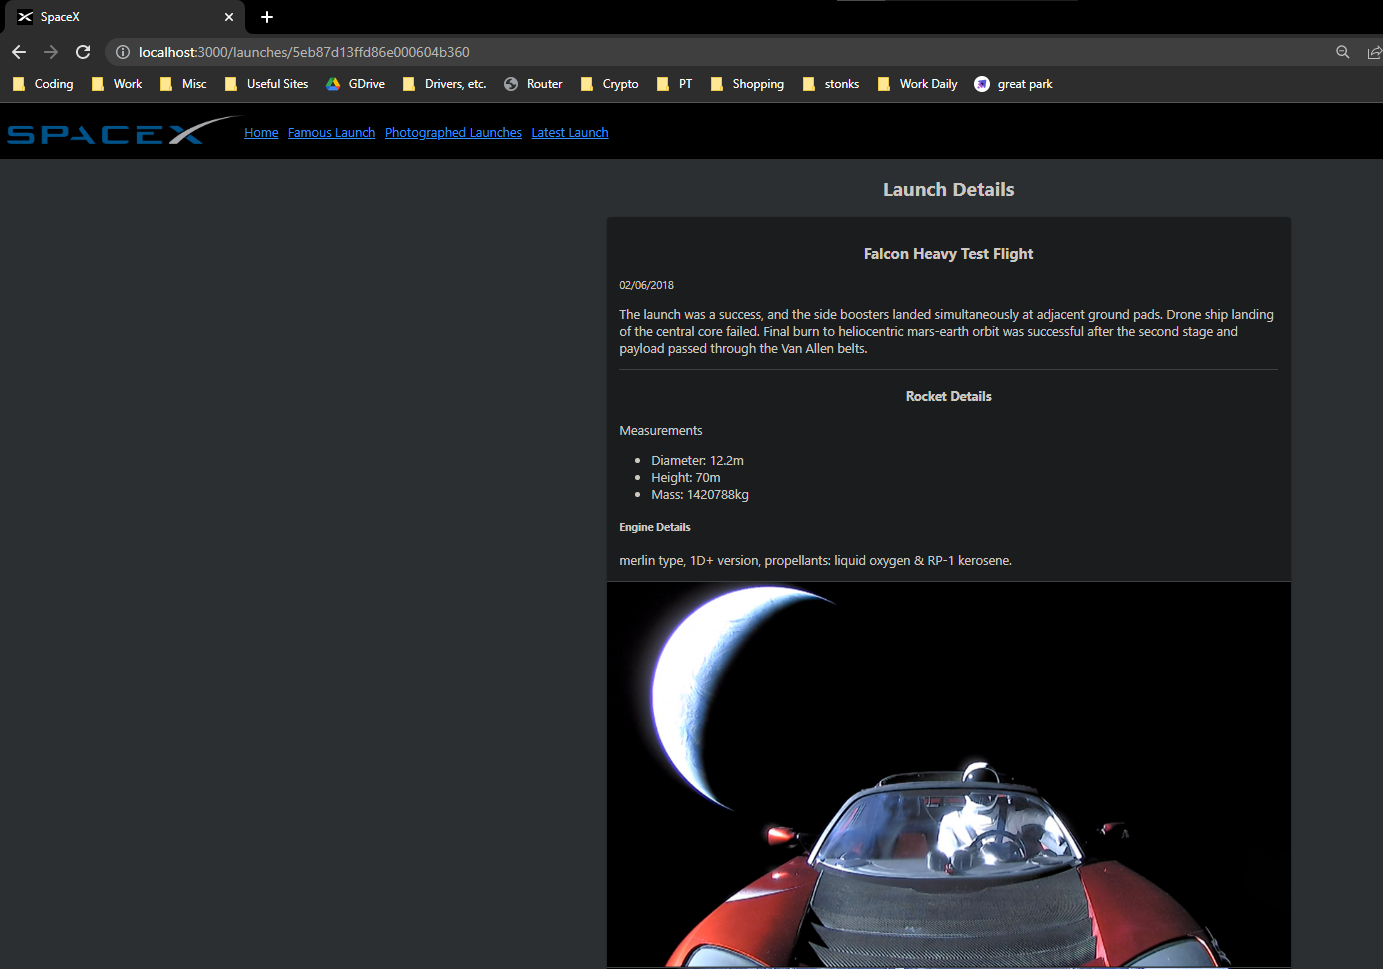 SpaceX
localhost:3000/launches/5eb87d13ffd86e000604b360
Coding Work Misc Useful Sites GDrive Drivers, etc. Router Crypto PT Shopping stonks Work Daily great park
SPACEX Home Famous Launch Photographed Launches Latest Launch
Launch Details
Falcon Heavy Test Flight
02/06/2018
The launch was a success, and the side boosters landed simultaneously at adjacent ground pads. Drone ship landing
of the central core failed. Final burn to heliocentric mars-earth orbit was successful after the second stage and
payload passed through the Van Allen belts.
Rocket Details
Measurements
• Diameter: 12.2m
• Height: 70m
• Mass: 1420788kg
Engine Details
merlin type, 1D+ version, propellants: liquid oxygen & RP-1 kerosene.